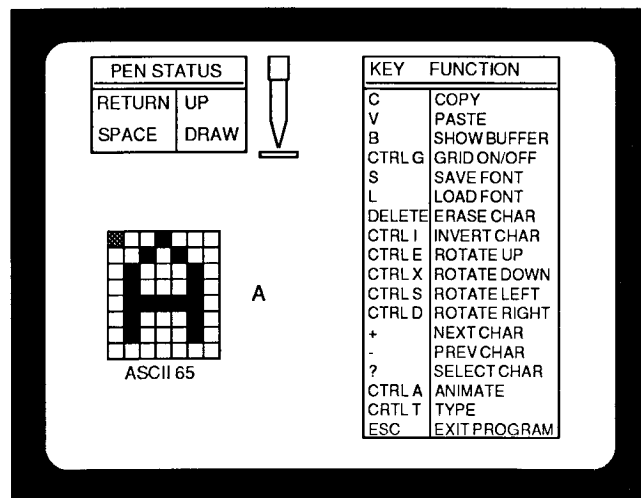 PEN STATUS
RETURN UP
SPACE DRAW
A
ASCII 65
KEY FUNCTION
C COPY
V PASTE
B SHOW BUFFER
CTRL G GRID ON/OFF
S SAVE FONT
L LOAD FONT
DELETE ERASE CHAR
CTRL I INVERT CHAR
CTRL E ROTATE UP
CTRL X ROTATE DOWN
CTRL S ROTATE LEFT
CTRL D ROTATE RIGHT
+ NEXT CHAR
- PREV CHAR
? SELECT CHAR
CTRL A ANIMATE
CRTL T TYPE
ESC EXIT PROGRAM